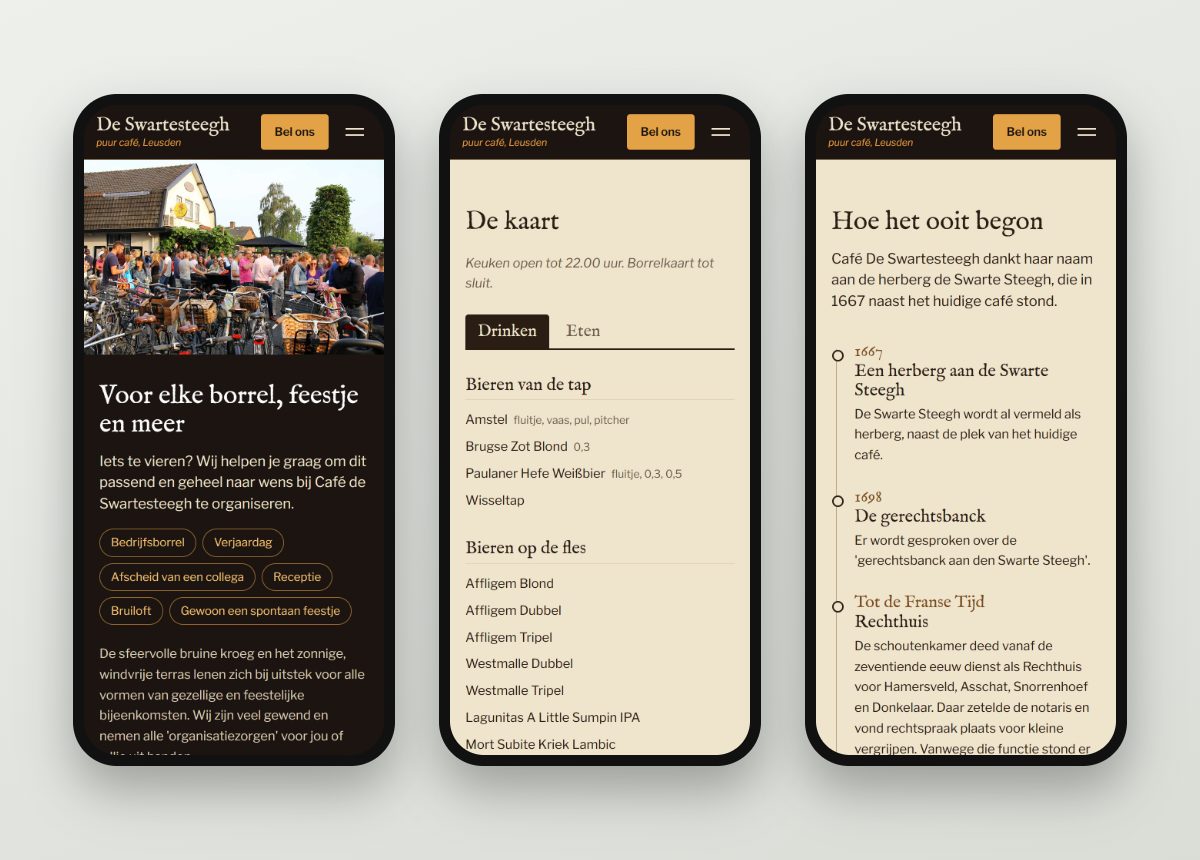 De Swartesteegh
puur café, Leusden
Bel ons
Voor elke borrel, feestje
en meer
Iets te vieren? Wij helpen je graag om dit
passend en geheel naar wens bij Café de
Swartesteegh te organiseren.
Bedrijfsborrel
Verjaardag
Afscheid van een collega
Receptie
Bruiloft
Gewoon een spontaan feestje
De sfeervolle bruine kroeg en het zonnige,
windvrije terras lenen zich bij uitstek voor alle
vormen van gezellige en feestelijke
bijeenkomsten. Wij zijn veel gewend en
nemen alle 'organisatiezorgen' voor jou of
De Swartesteegh
puur café, Leusden
Bel ons
De kaart
Keuken open tot 22.00 uur. Borrelkaart tot
sluit.
Drinken
Eten
Bieren van de tap
Amstel fluitje, vaas, pul, pitcher
Brugse Zot Blond 0,3
Paulaner Hefe Weißbier fluitje, 0,3, 0,5
Wisseltap
Bieren op de fles
Affligem Blond
Affligem Dubbel
Affligem Tripel
Westmalle Dubbel
Westmalle Tripel
Lagunitas A Little Sumpin IPA
Mort Subite Kriek Lambic
De Swartesteegh
puur café, Leusden
Bel ons
Hoe het ooit begon
Café De Swartesteegh dankt haar naam
aan de herberg de Swarte Steegh, die in
1667 naast het huidige café stond.
1667
Een herberg aan de Swarte
Steegh
De Swarte Steegh wordt al vermeld als
herberg, naast de plek van het huidige
café.
1698
De gerechtsbanck
Er wordt gesproken over de
'gerechtsbanck aan den Swarte Steegh'.
Tot de Franse Tijd
Rechthuis
De schoutenkamer deed vanaf de
zeventiende eeuw dienst als Rechthuis
voor Hamersveld, Asschat, Snorrenhoef
en Donkelaar. Daar zetelde de notaris en
vond rechtspraak plaats voor kleine
vergrijpen. Vanwege die functie stond er